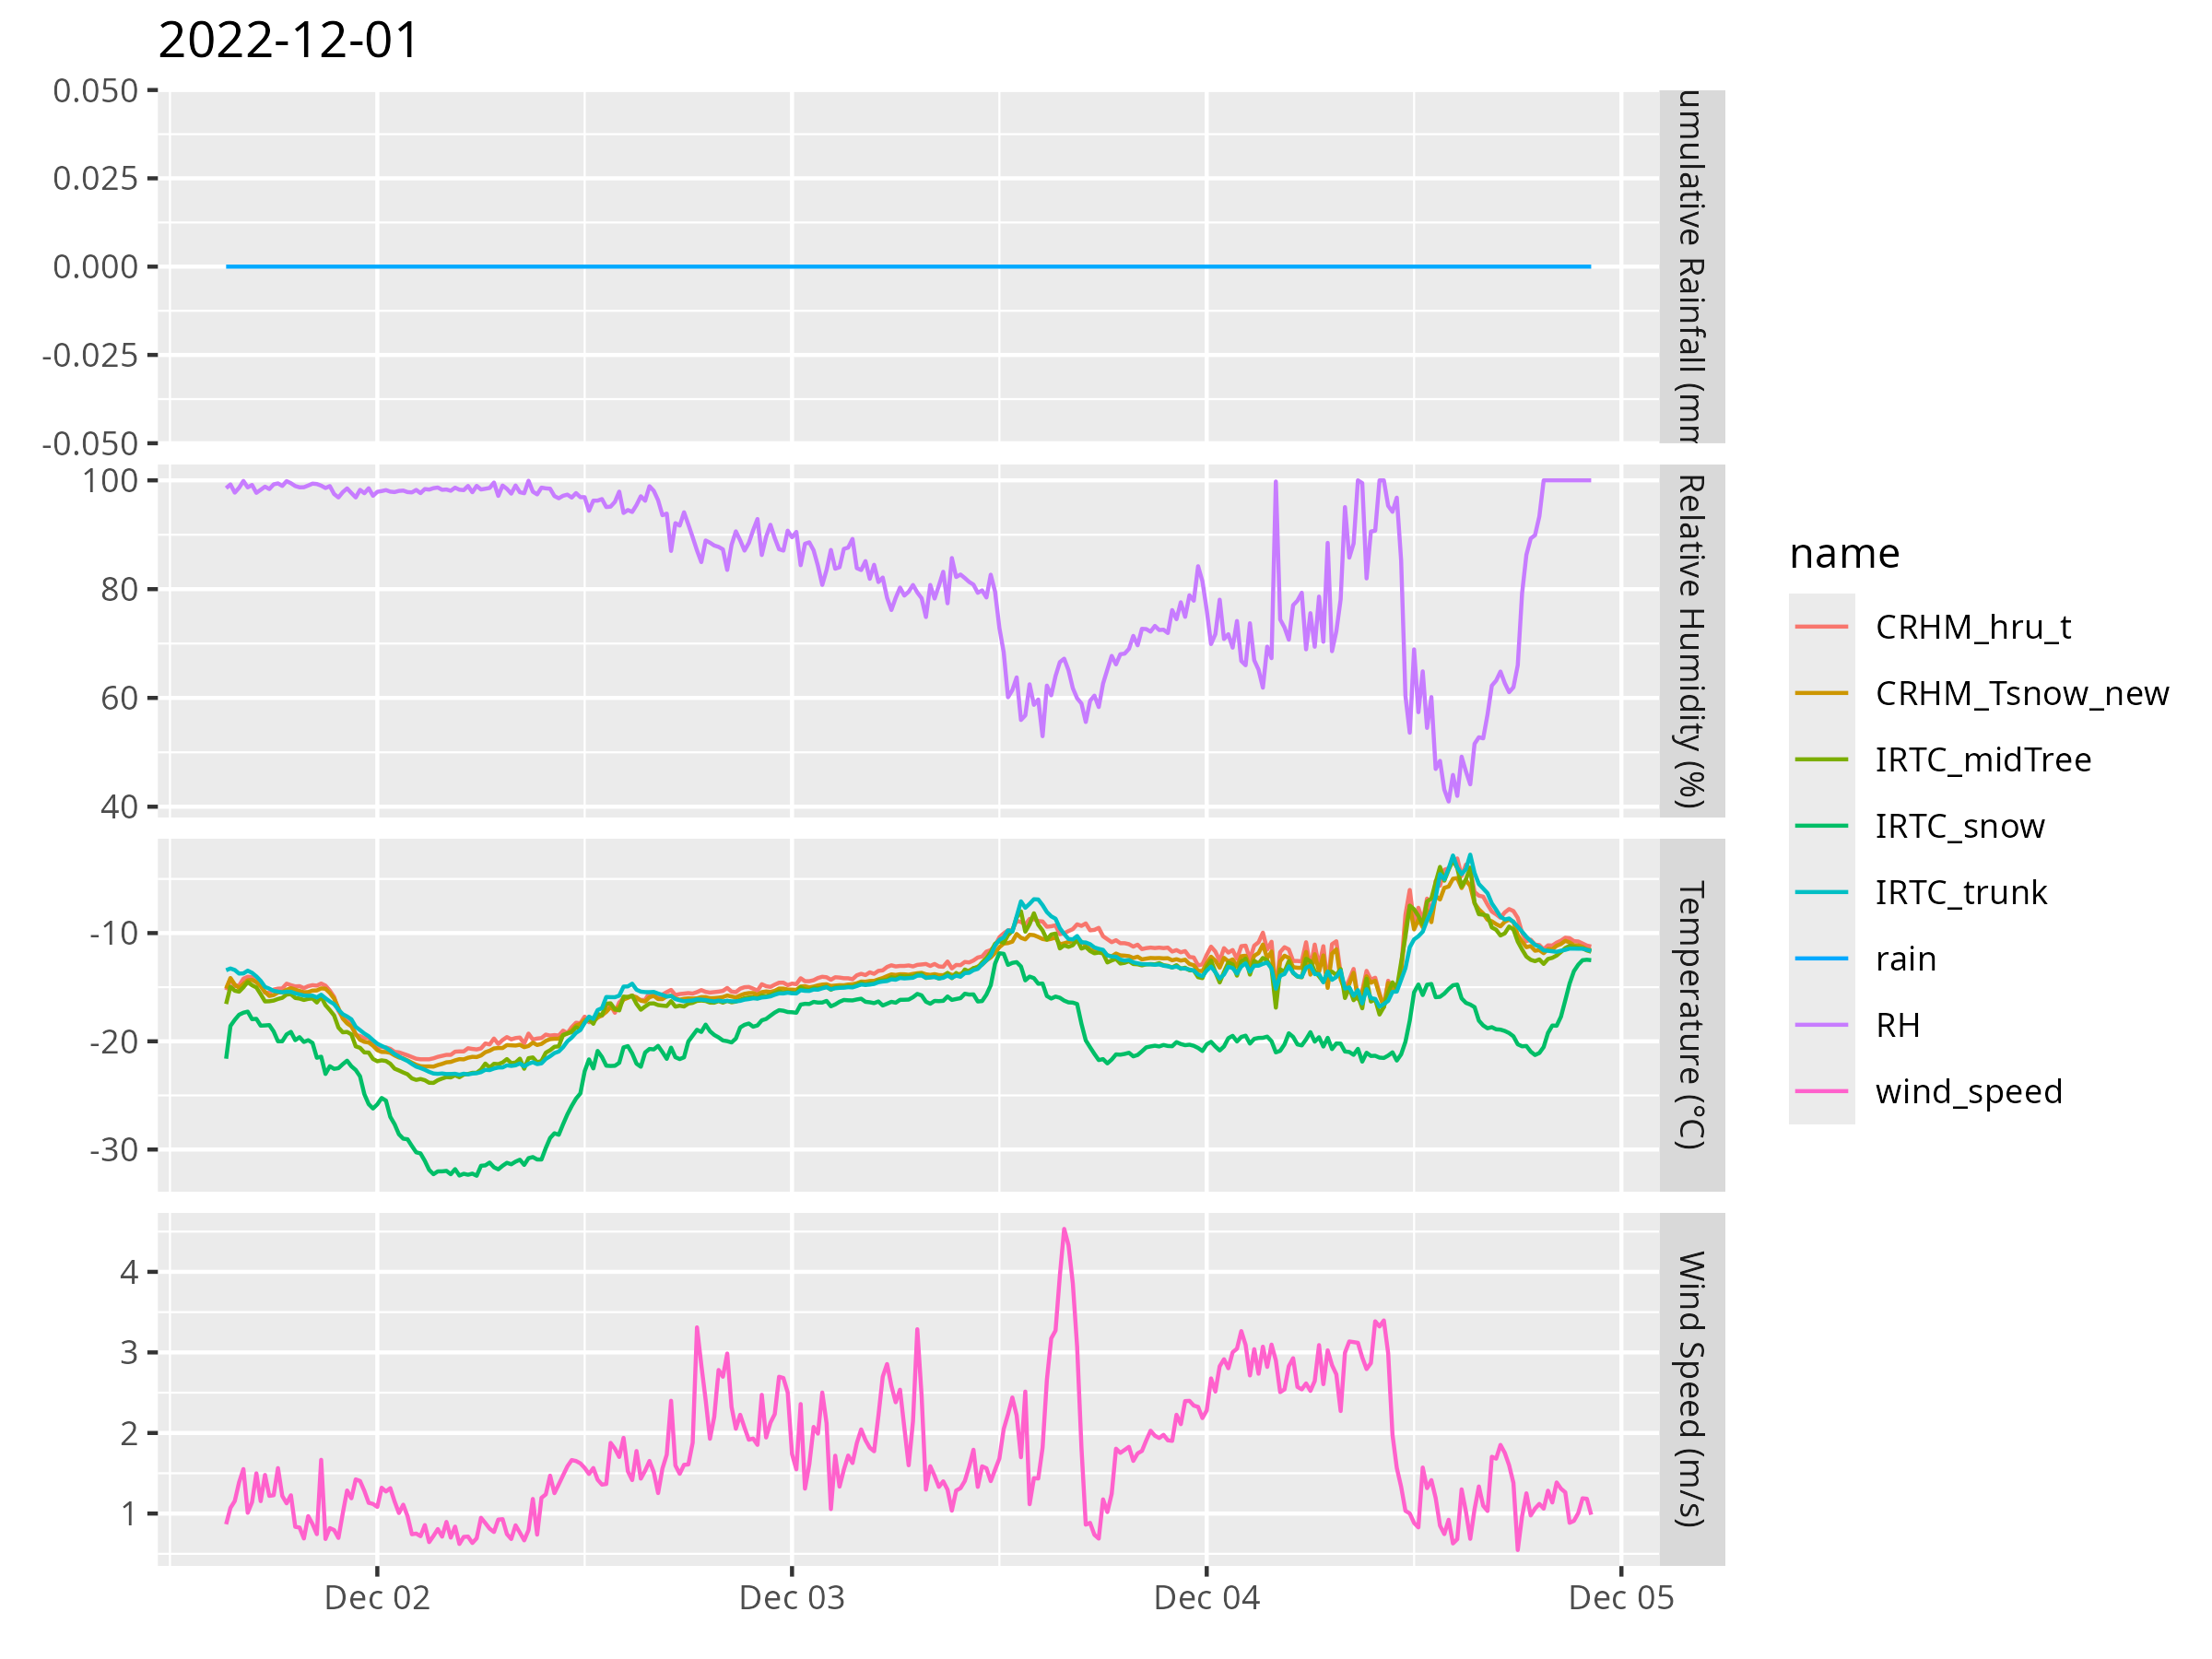 2022-12-01
0.050
0.025
0.000
-0.025
-0.050
umulative Rainfall (mm
100
80
60
40
Relative Humidity (%)
-10
-20
-30
Temperature (°C)
4
3
2
1
Wind Speed (m/s)
Dec 02
Dec 03
Dec 04
Dec 05
name
CRHM_hru_t
CRHM_Tsnow_new
IRTC_midTree
IRTC_snow
IRTC_trunk
rain
RH
wind_speed